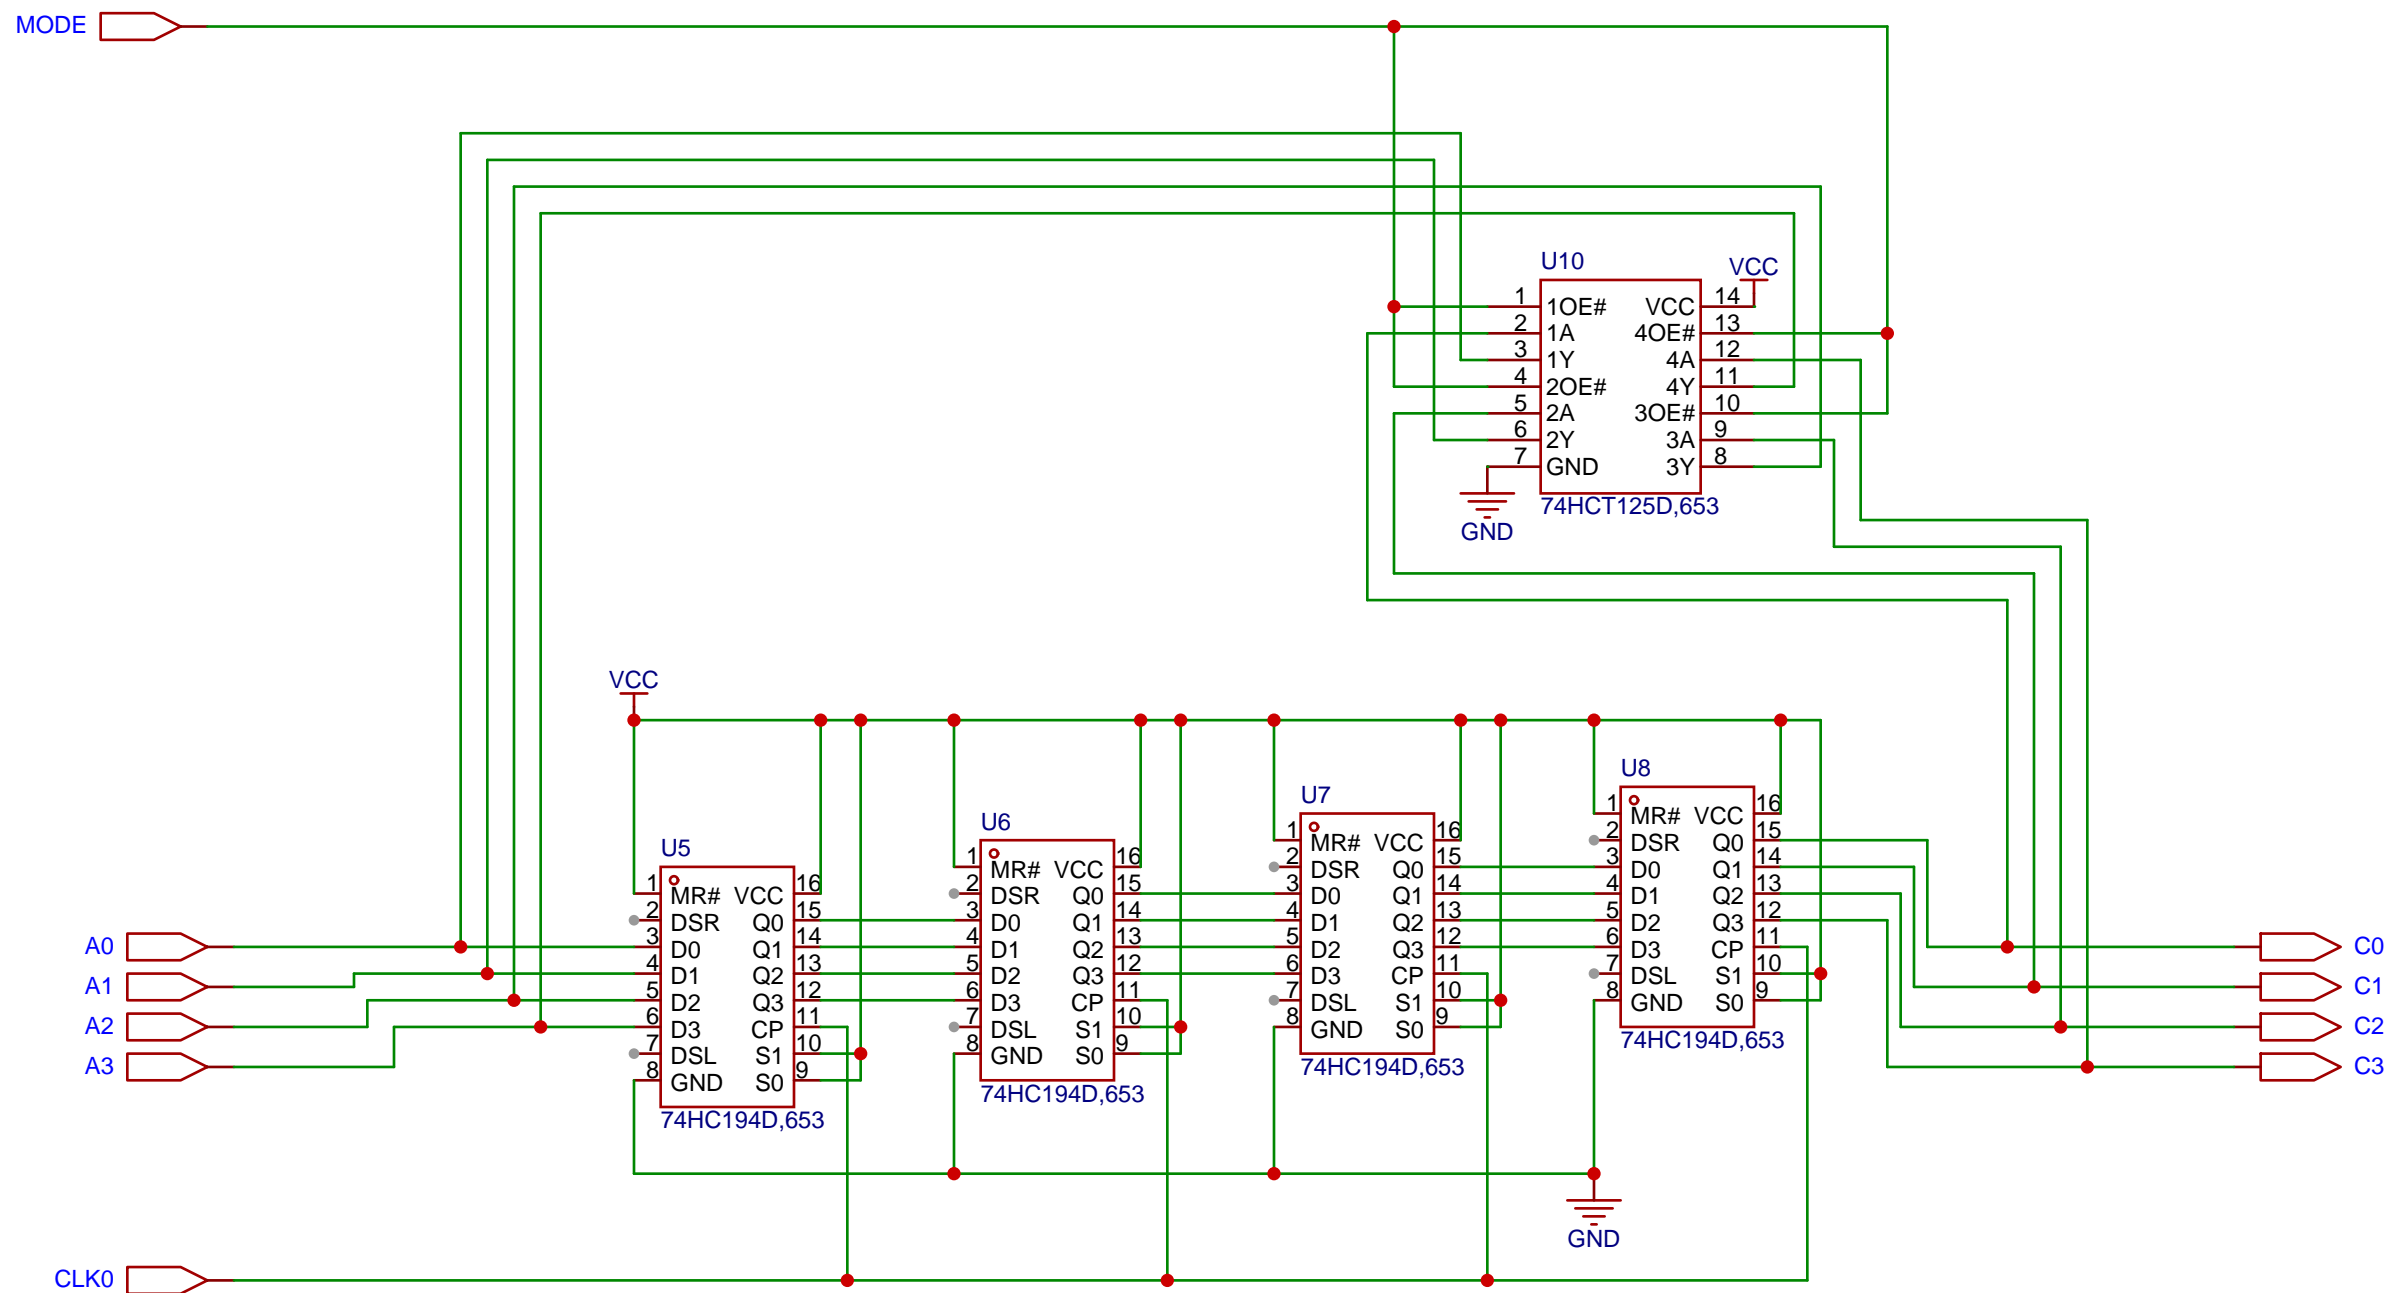 MODE
U10
VCC
1 1OE# VCC 14
2 1A 4OE# 13
3 1Y 4A 12
4 2OE# 4Y 11
5 2A 3OE# 10
6 2Y 3A 9
7 GND 3Y 8
74HCT125D,653
GND
VCC
U5
1 MR# VCC 16
2 DSR Q0 15
3 D0 Q1 14
4 D1 Q2 13
5 D2 Q3 12
6 D3 CP 11
7 DSL S1 10
8 GND S0 9
74HC194D,653
U6
1 MR# VCC 16
2 DSR Q0 15
3 D0 Q1 14
4 D1 Q2 13
5 D2 Q3 12
6 D3 CP 11
7 DSL S1 10
8 GND S0 9
74HC194D,653
U7
1 MR# VCC 16
2 DSR Q0 15
3 D0 Q1 14
4 D1 Q2 13
5 D2 Q3 12
6 D3 CP 11
7 DSL S1 10
8 GND S0 9
74HC194D,653
U8
1 MR# VCC 16
2 DSR Q0 15
3 D0 Q1 14
4 D1 Q2 13
5 D2 Q3 12
6 D3 CP 11
7 DSL S1 10
8 GND S0 9
74HC194D,653
A0
A1
A2
A3
C0
C1
C2
C3
GND
CLK0